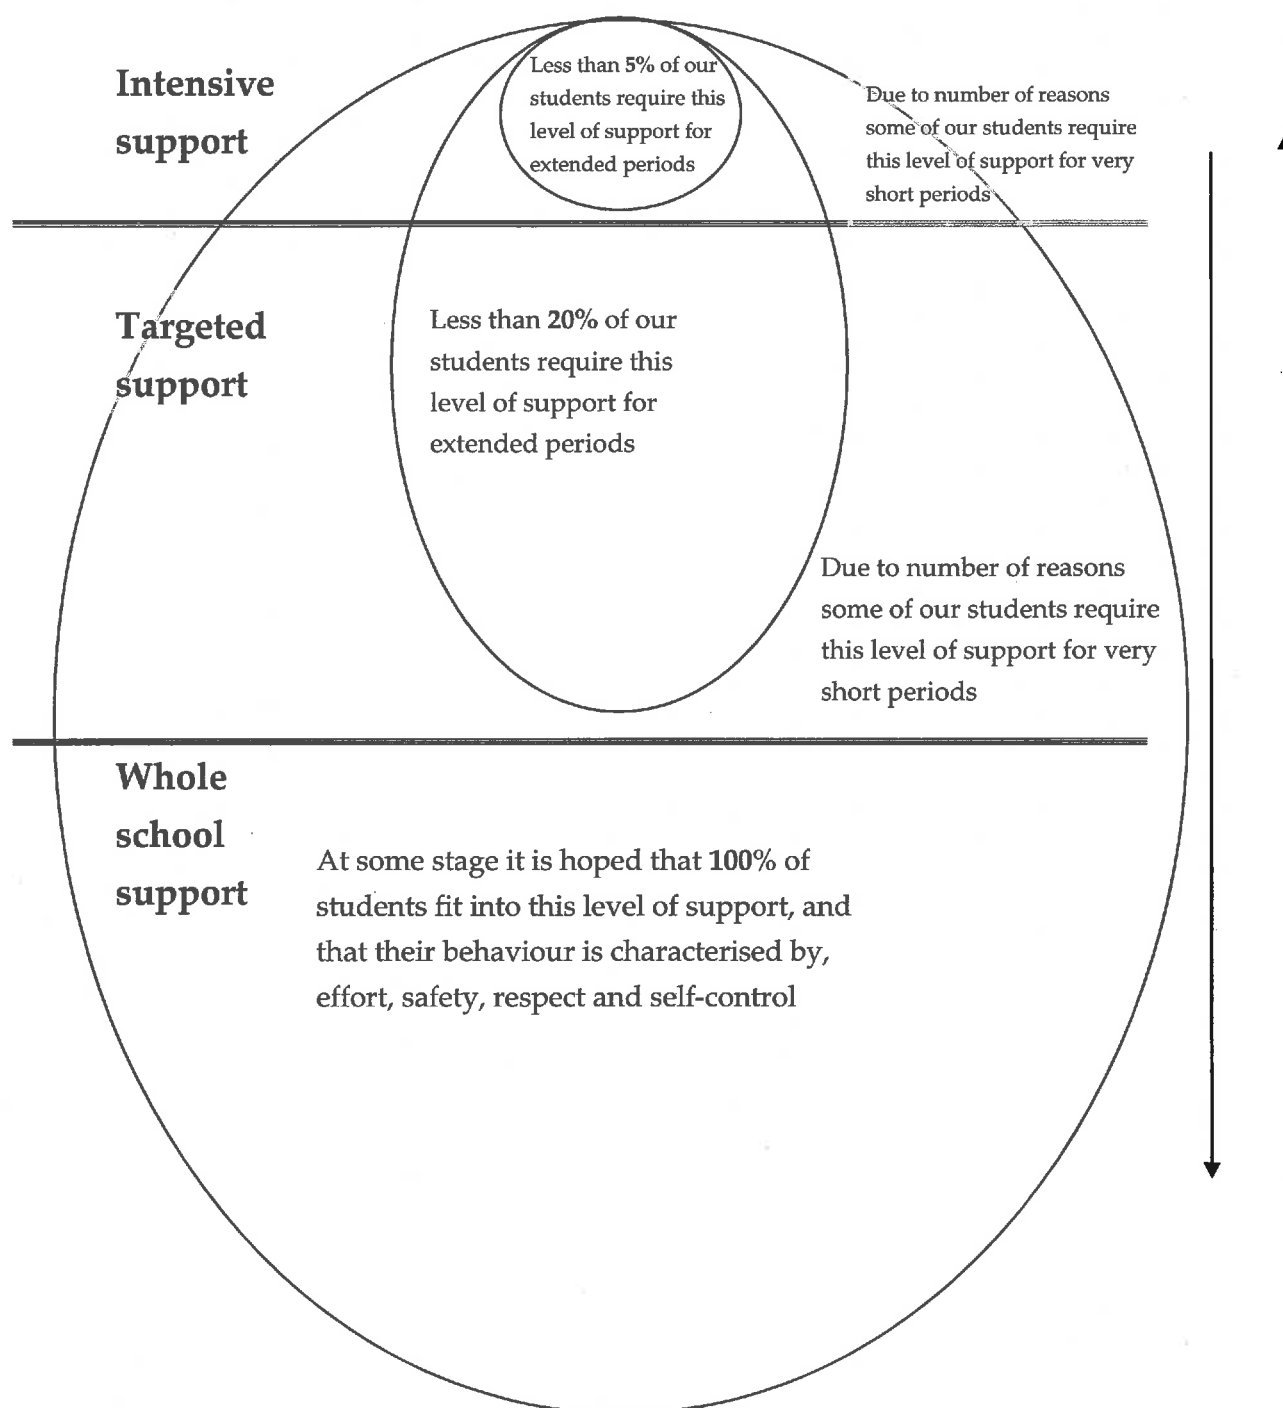 Intensive
support
Less than 5% of our
students require this
level of support for
extended periods
Due to number of reasons
some of our students require
this level of support for very
short periods
Targeted
support
Less than 20% of our
students require this
level of support for
extended periods
Due to number of reasons
some of our students require
this level of support for very
short periods
Whole
school
support
At some stage it is hoped that 100% of
students fit into this level of support, and
that their behaviour is characterised by,
effort, safety, respect and self-control